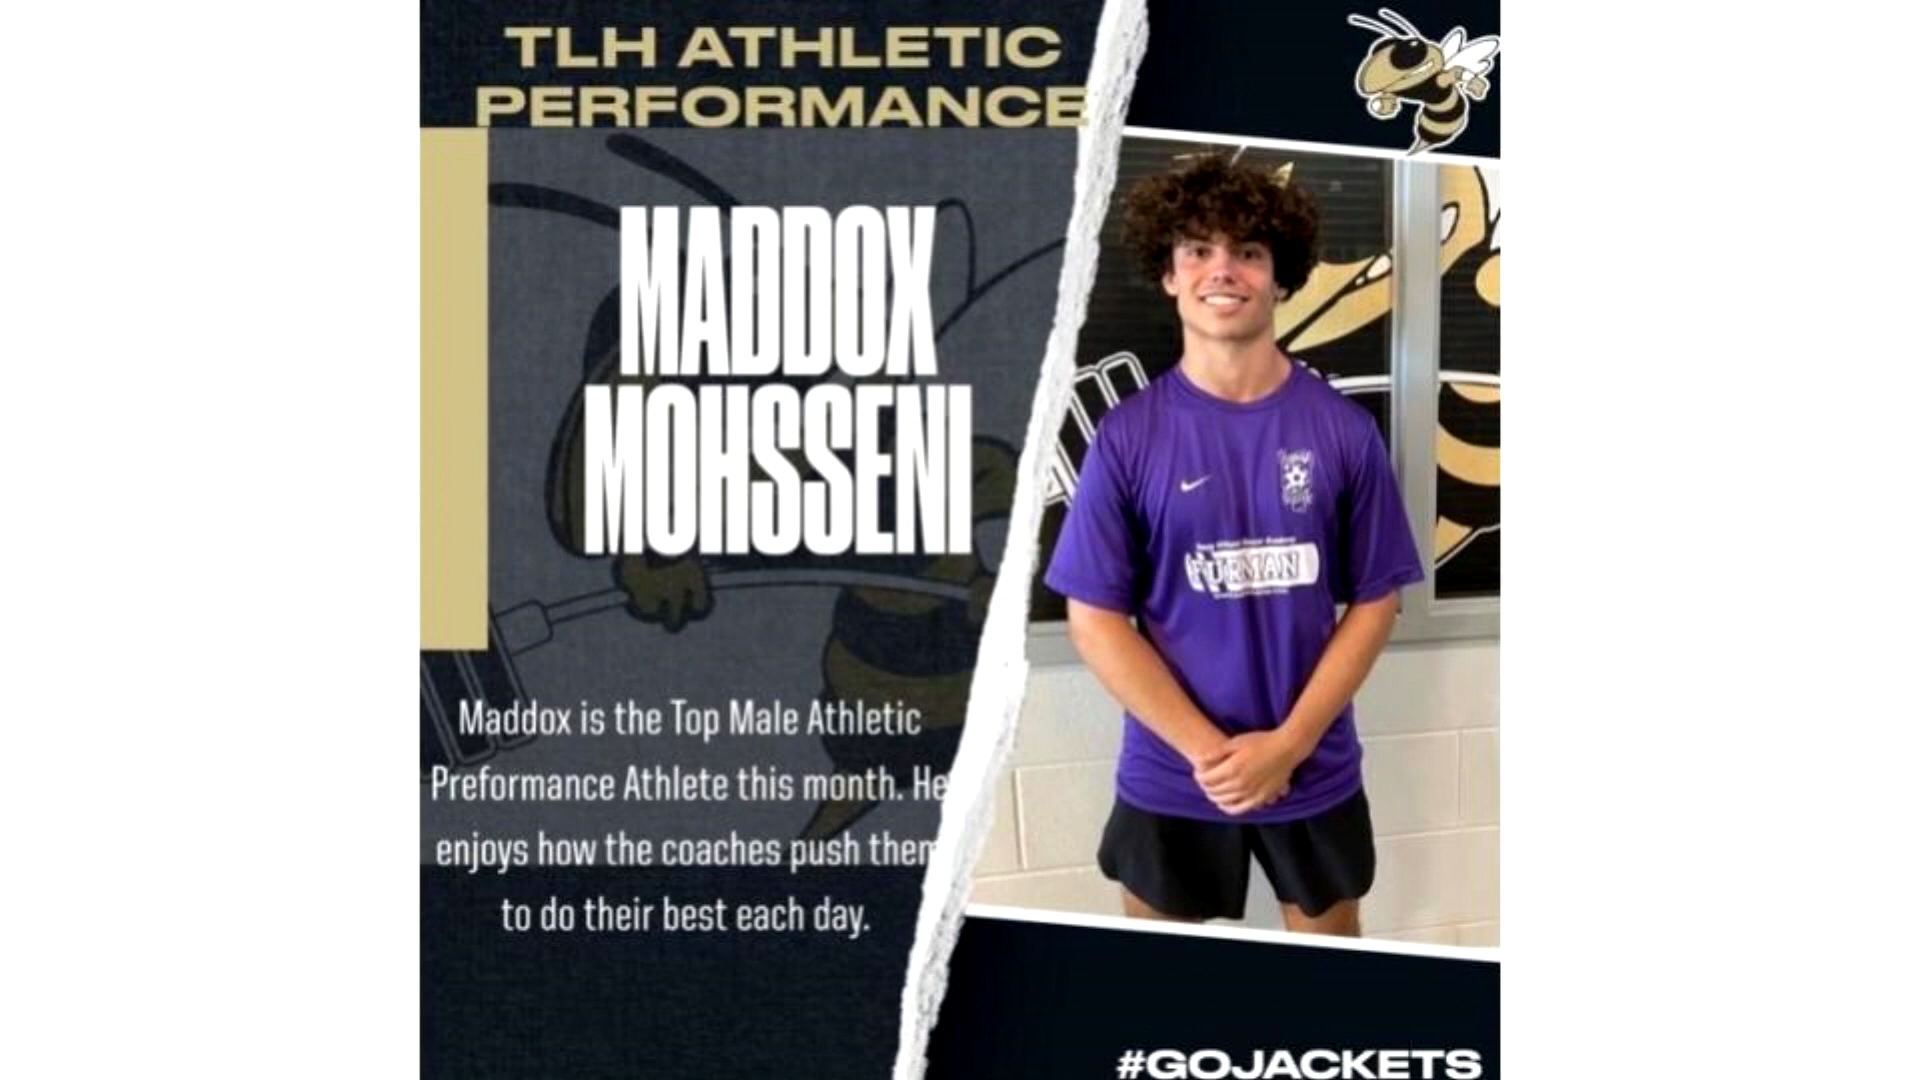 TLH ATHLETIC
PERFORMANCE
MADDOX
MOHSSENI
Maddox is the Top Male Athletic
Preformance Athlete this month. He
enjoys how the coaches push them
to do their best each day.
FURMAN
#GOJACKETS